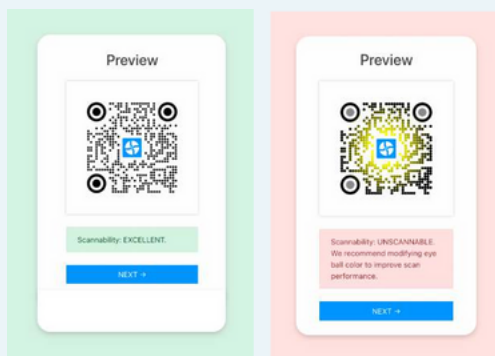 Preview
Scannability: EXCELLENT.
NEXT →
Preview
Scannability: UNSCANNABLE.
We recommend modifying eye
ball color to improve scan
performance.
NEXT →